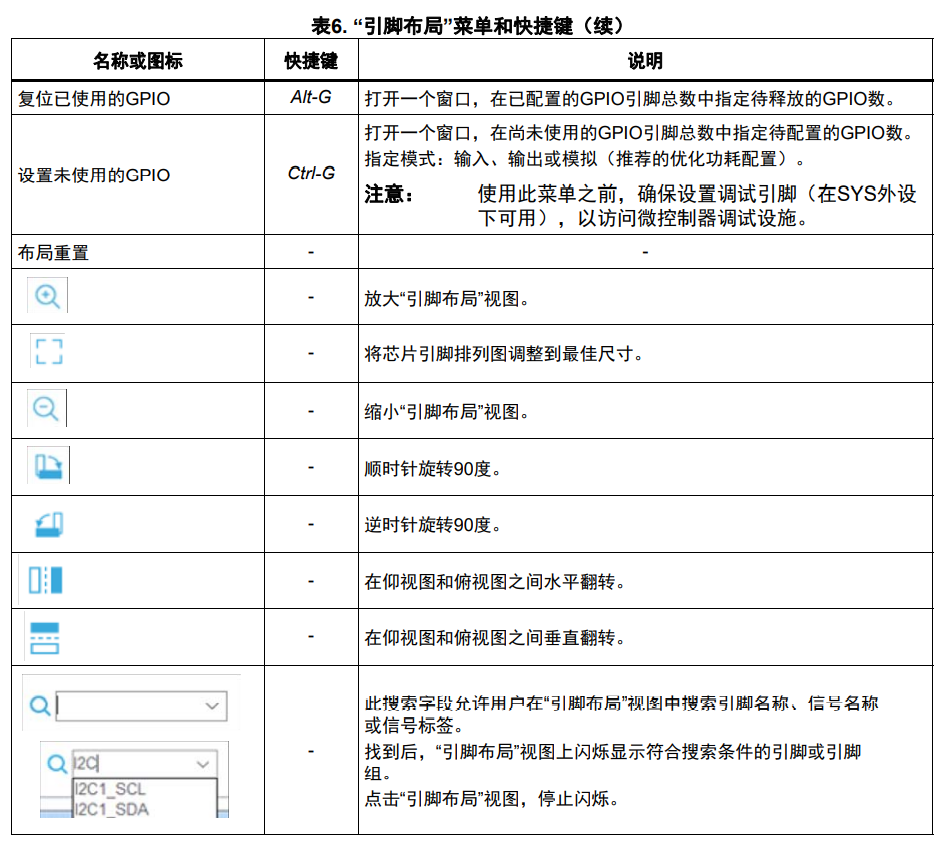 表6. “引脚布局”菜单和快捷键（续）
名称或图标 快捷键 说明
复位已使用的GPIO Alt-G 打开一个窗口，在已配置的GPIO引脚总数中指定待释放的GPIO数。
设置未使用的GPIO Ctrl-G 打开一个窗口，在尚未使用的GPIO引脚总数中指定待配置的GPIO数。
指定模式：输入、输出或模拟（推荐的优化功耗配置）。
注意： 使用此菜单之前，确保设置调试引脚（在SYS外设
下可用），以访问微控制器调试设施。
布局重置 - -
- 放大“引脚布局”视图。
- 将芯片引脚排列图调整到最佳尺寸。
- 缩小“引脚布局”视图。
- 顺时针旋转90度。
- 逆时针旋转90度。
- 在仰视图和俯视图之间水平翻转。
- 在仰视图和俯视图之间垂直翻转。
- 此搜索字段允许用户在“引脚布局”视图中搜索引脚名称、信号名称
或信号标签。
找到后，“引脚布局”视图上闪烁显示符合搜索条件的引脚或引脚
组。
点击“引脚布局”视图，停止闪烁。
I2C
I2C1_SCL
I2C1_SDA